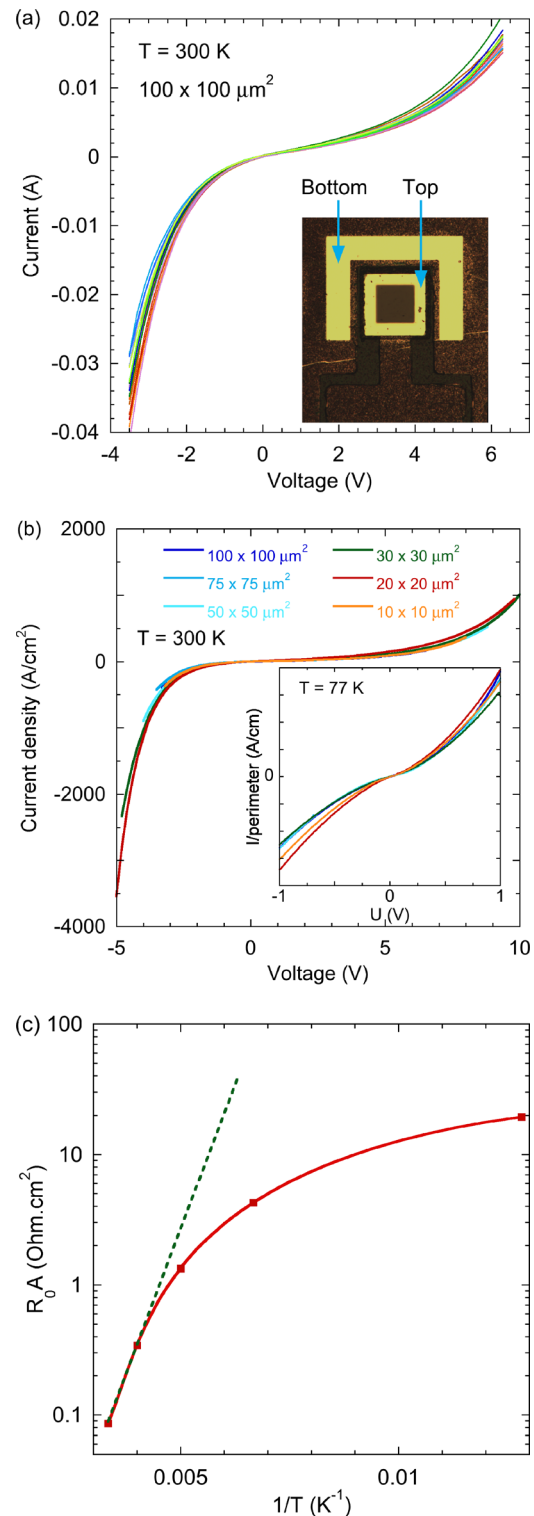 (a)
T = 300 K
100 x 100 μm²
Bottom Top
Current (A)
0.02
0.01
0
-0.01
-0.02
-0.03
-0.04
-4 -2 0 2 4 6
Voltage (V)
(b)
100 x 100 μm² 30 x 30 μm²
75 x 75 μm² 20 x 20 μm²
50 x 50 μm² 10 x 10 μm²
T = 300 K
Current density (A/cm²)
2000
1000
0
-1000
-2000
-3000
-4000
T = 77 K
I/perimeter (A/cm)
0
-1 0 1
U_I(V)
-5 0 5 10
Voltage (V)
(c)
R₀A (Ohm.cm²)
100
10
1
0.1
0.005 0.01
1/T (K⁻¹)